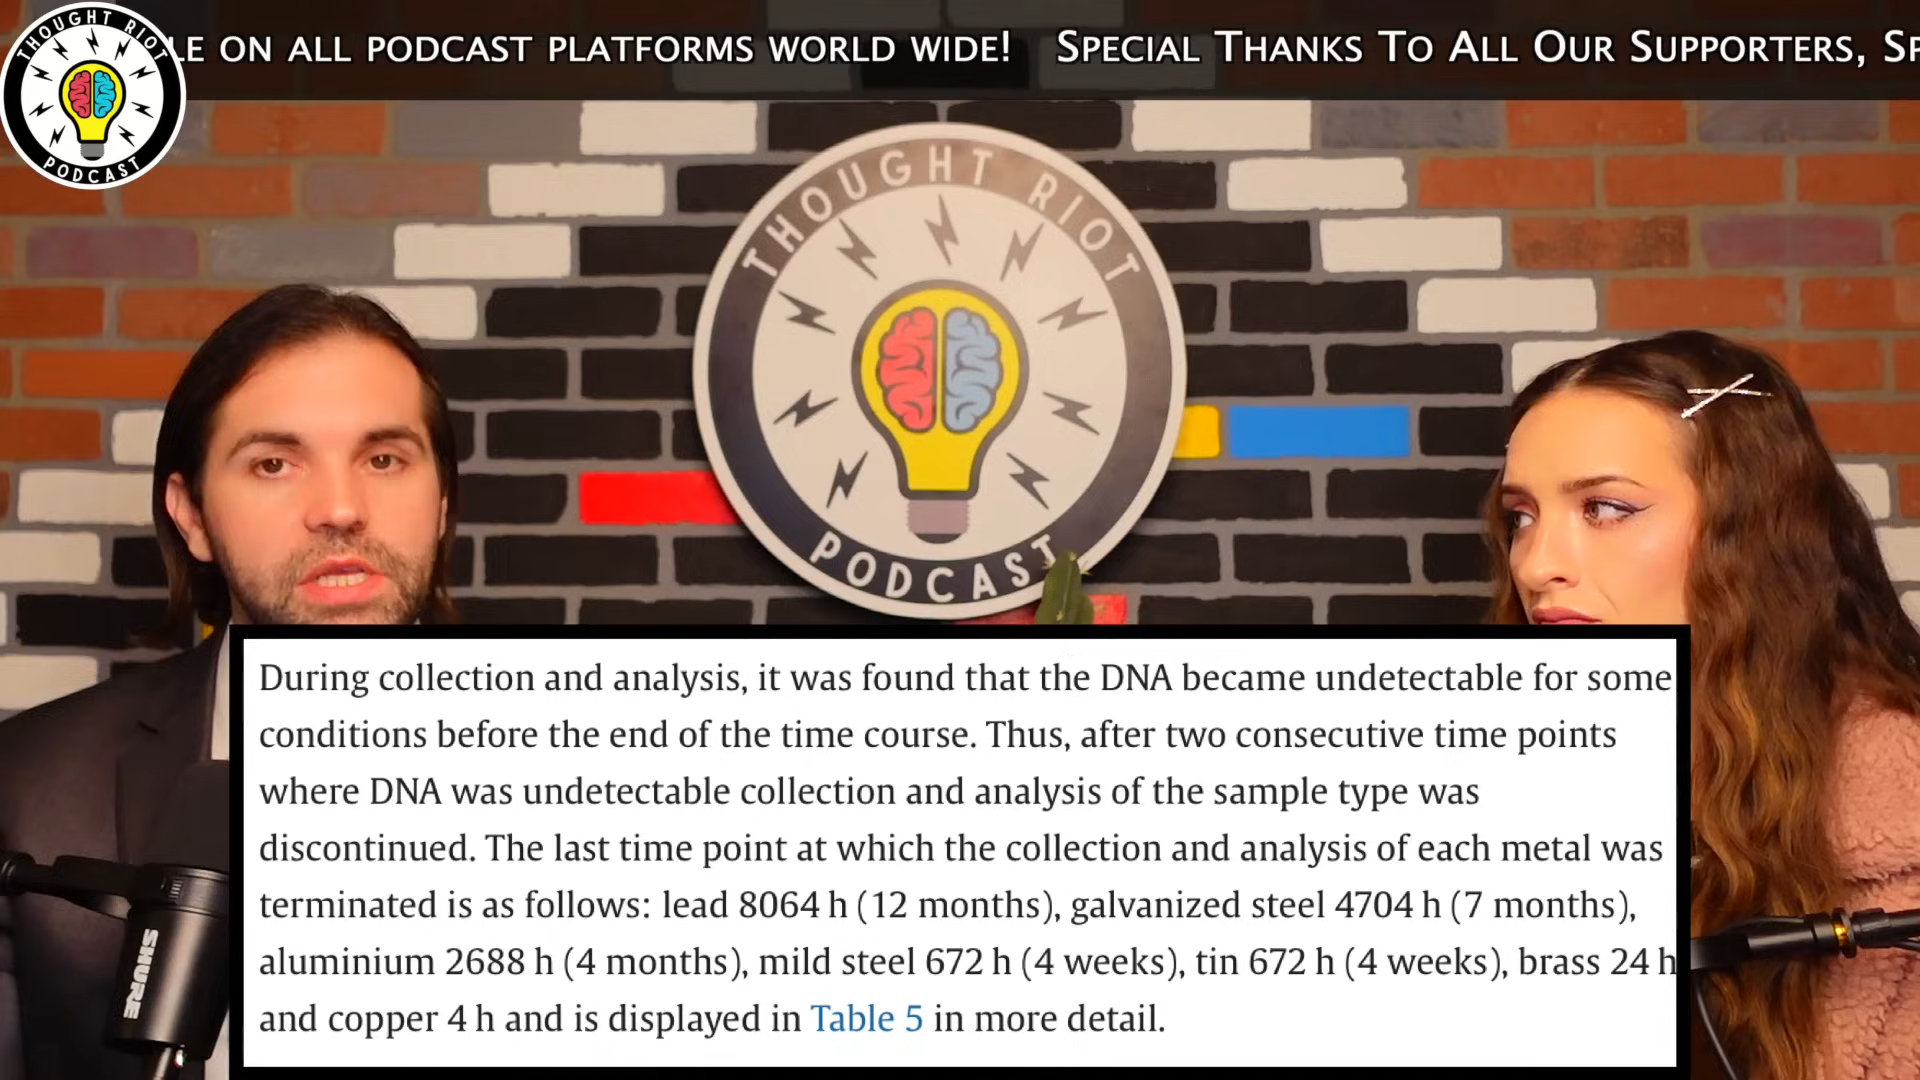 LE ON ALL PODCAST PLATFORMS WORLD WIDE! SPECIAL THANKS TO ALL OUR SUPPORTERS, SP
THOUGHT RIOT
PODCAST
THOUGHT RIOT
PODCAST
SHURE
During collection and analysis, it was found that the DNA became undetectable for some
conditions before the end of the time course. Thus, after two consecutive time points
where DNA was undetectable collection and analysis of the sample type was
discontinued. The last time point at which the collection and analysis of each metal was
terminated is as follows: lead 8064 h (12 months), galvanized steel 4704 h (7 months),
aluminium 2688 h (4 months), mild steel 672 h (4 weeks), tin 672 h (4 weeks), brass 24 h
and copper 4 h and is displayed in Table 5 in more detail.